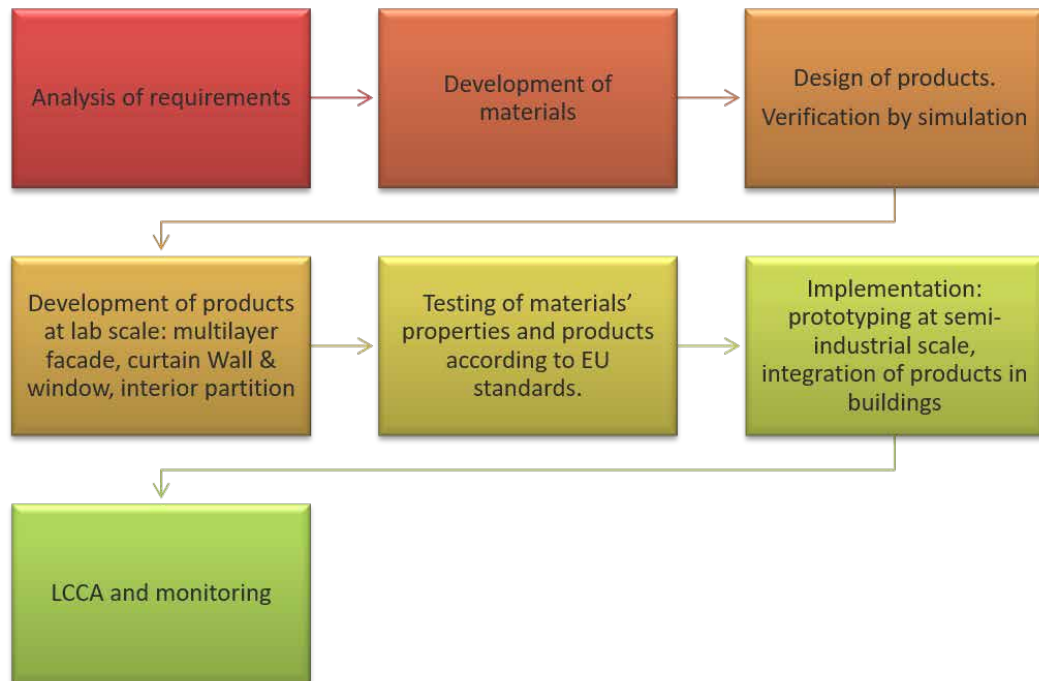 Analysis of requirements
Development of
materials
Design of products.
Verification by simulation
Development of products
at lab scale: multilayer
facade, curtain Wall &
window, interior partition
Testing of materials’
properties and products
according to EU
standards.
Implementation:
prototyping at semi-
industrial scale,
integration of products in
buildings
LCCA and monitoring